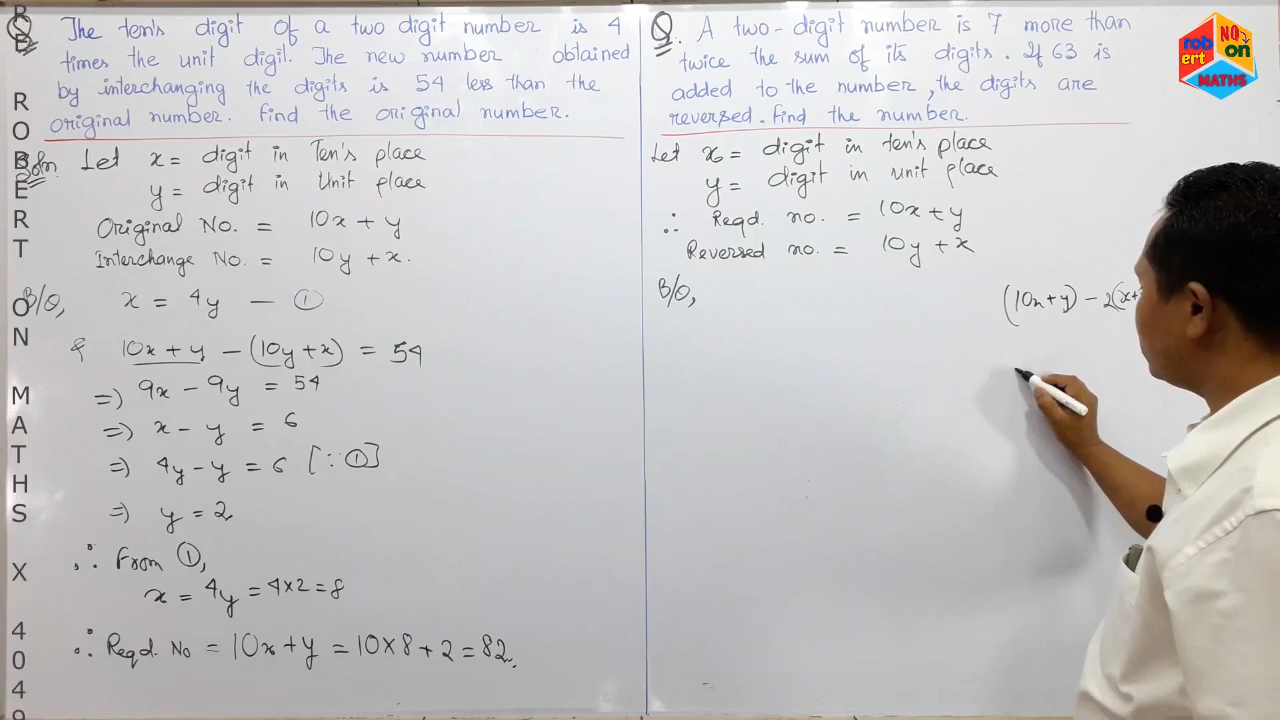 Q. The ten's digit of a two digit number is 4
times the unit digit. The new number obtained
by interchanging the digits is 54 less than the
original number. Find the original number.
Soln. Let x = digit in Ten's place
y = digit in Unit place
Original No. = 10x + y
Interchange No. = 10y + x.
B/Q, x = 4y — ①
& 10x + y - (10y + x) = 54
=) 9x - 9y = 54
=) x - y = 6
=) 4y - y = 6 [∵ ①]
=) y = 2
∴ From ①,
x = 4y = 4 x 2 = 8
∴ Reqd. No = 10x + y = 10 x 8 + 2 = 82.
Q. A two-digit number is 7 more than
twice the sum of its digits. If 63 is
added to the number, the digits are
reversed. Find the number.
Let x = digit in ten's place
y = digit in unit place
∴ Reqd. no. = 10x + y
Reversed no. = 10y + x
B/Q,
(10x + y) - 2(x+
rob ert NO on
MATHS
ROBERT ON MATHS X 404